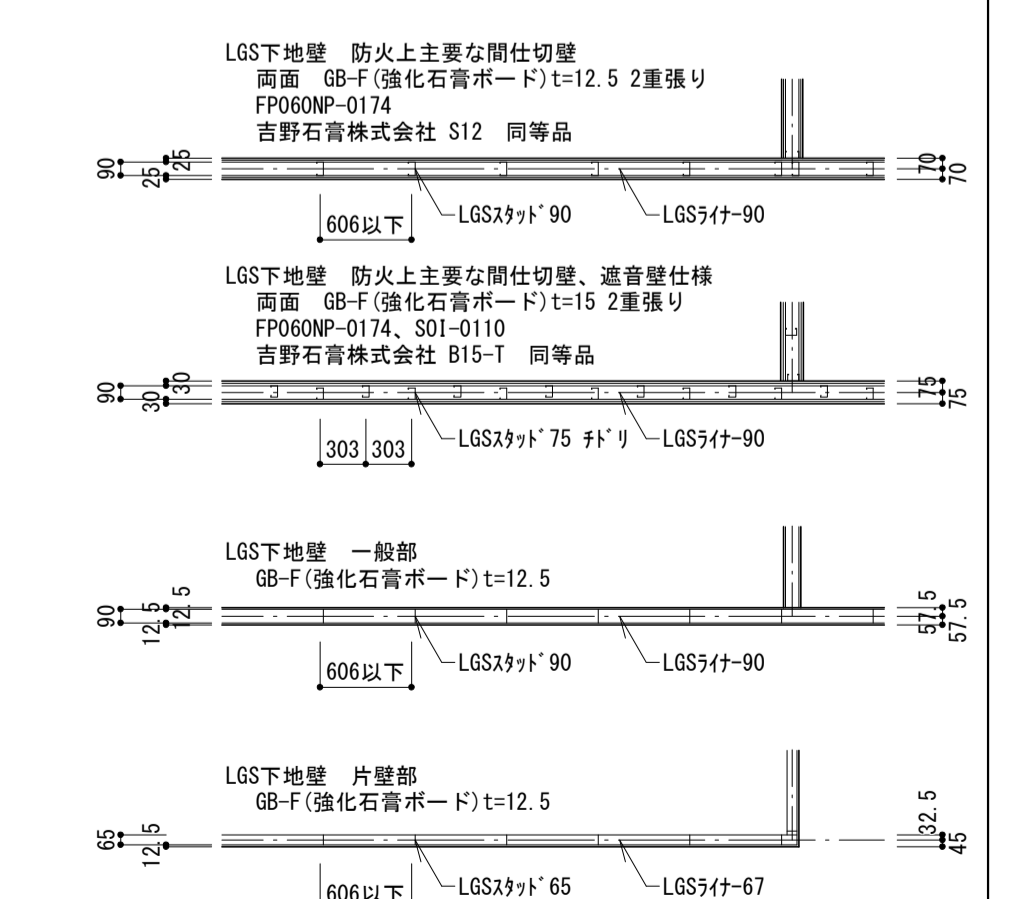 LGS下地壁　防火上主要な間仕切壁
両面　GB-F(強化石膏ボード)t=12.5 2重張り
FP060NP-0174
吉野石膏株式会社 S12　同等品
90
25
25
70
70
606以下
LGSｽﾀｯﾄﾞ90
LGSﾗｲﾅｰ90
LGS下地壁　防火上主要な間仕切壁、遮音壁仕様
両面　GB-F(強化石膏ボード)t=15 2重張り
FP060NP-0174、SOI-0110
吉野石膏株式会社 B15-T　同等品
90
30
30
75
75
303
303
LGSｽﾀｯﾄﾞ75 ﾁﾄﾞﾘ
LGSﾗｲﾅｰ90
LGS下地壁　一般部
GB-F(強化石膏ボード)t=12.5
90
12.5
12.5
57.5
57.5
606以下
LGSｽﾀｯﾄﾞ90
LGSﾗｲﾅｰ90
LGS下地壁　片壁部
GB-F(強化石膏ボード)t=12.5
65
12.5
32.5
45
606以下
LGSｽﾀｯﾄﾞ65
LGSﾗｲﾅｰ67